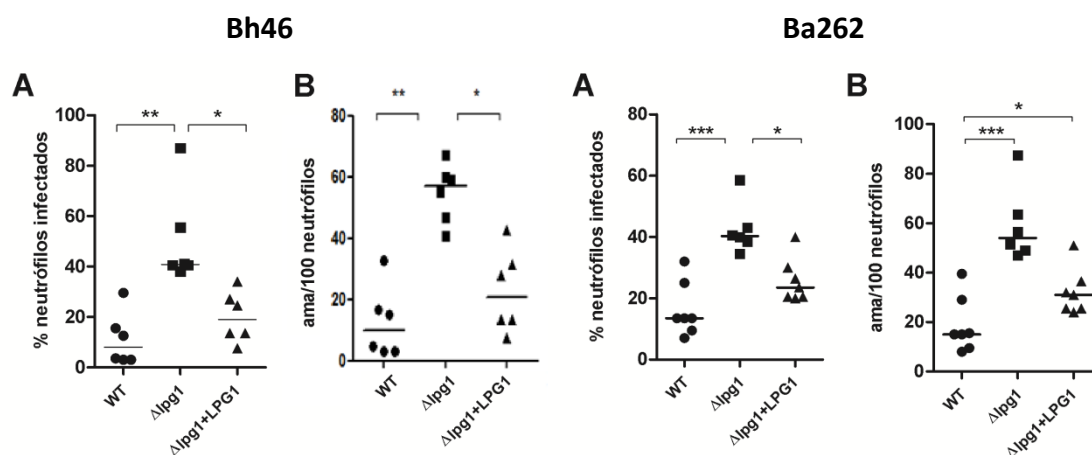 Bh46
Ba262
A
% neutrófilos infectados
100
80
60
40
20
0
**
*
WT
Δlpg1
Δlpg1+LPG1
B
ama/100 neutrófilos
80
60
40
20
0
**
*
WT
Δlpg1
Δlpg1+LPG1
A
% neutrófilos infectados
80
60
40
20
0
***
*
WT
Δlpg1
Δlpg1+LPG1
B
ama/100 neutrófilos
100
80
60
40
20
0
*
***
WT
Δlpg1
Δlpg1+LPG1